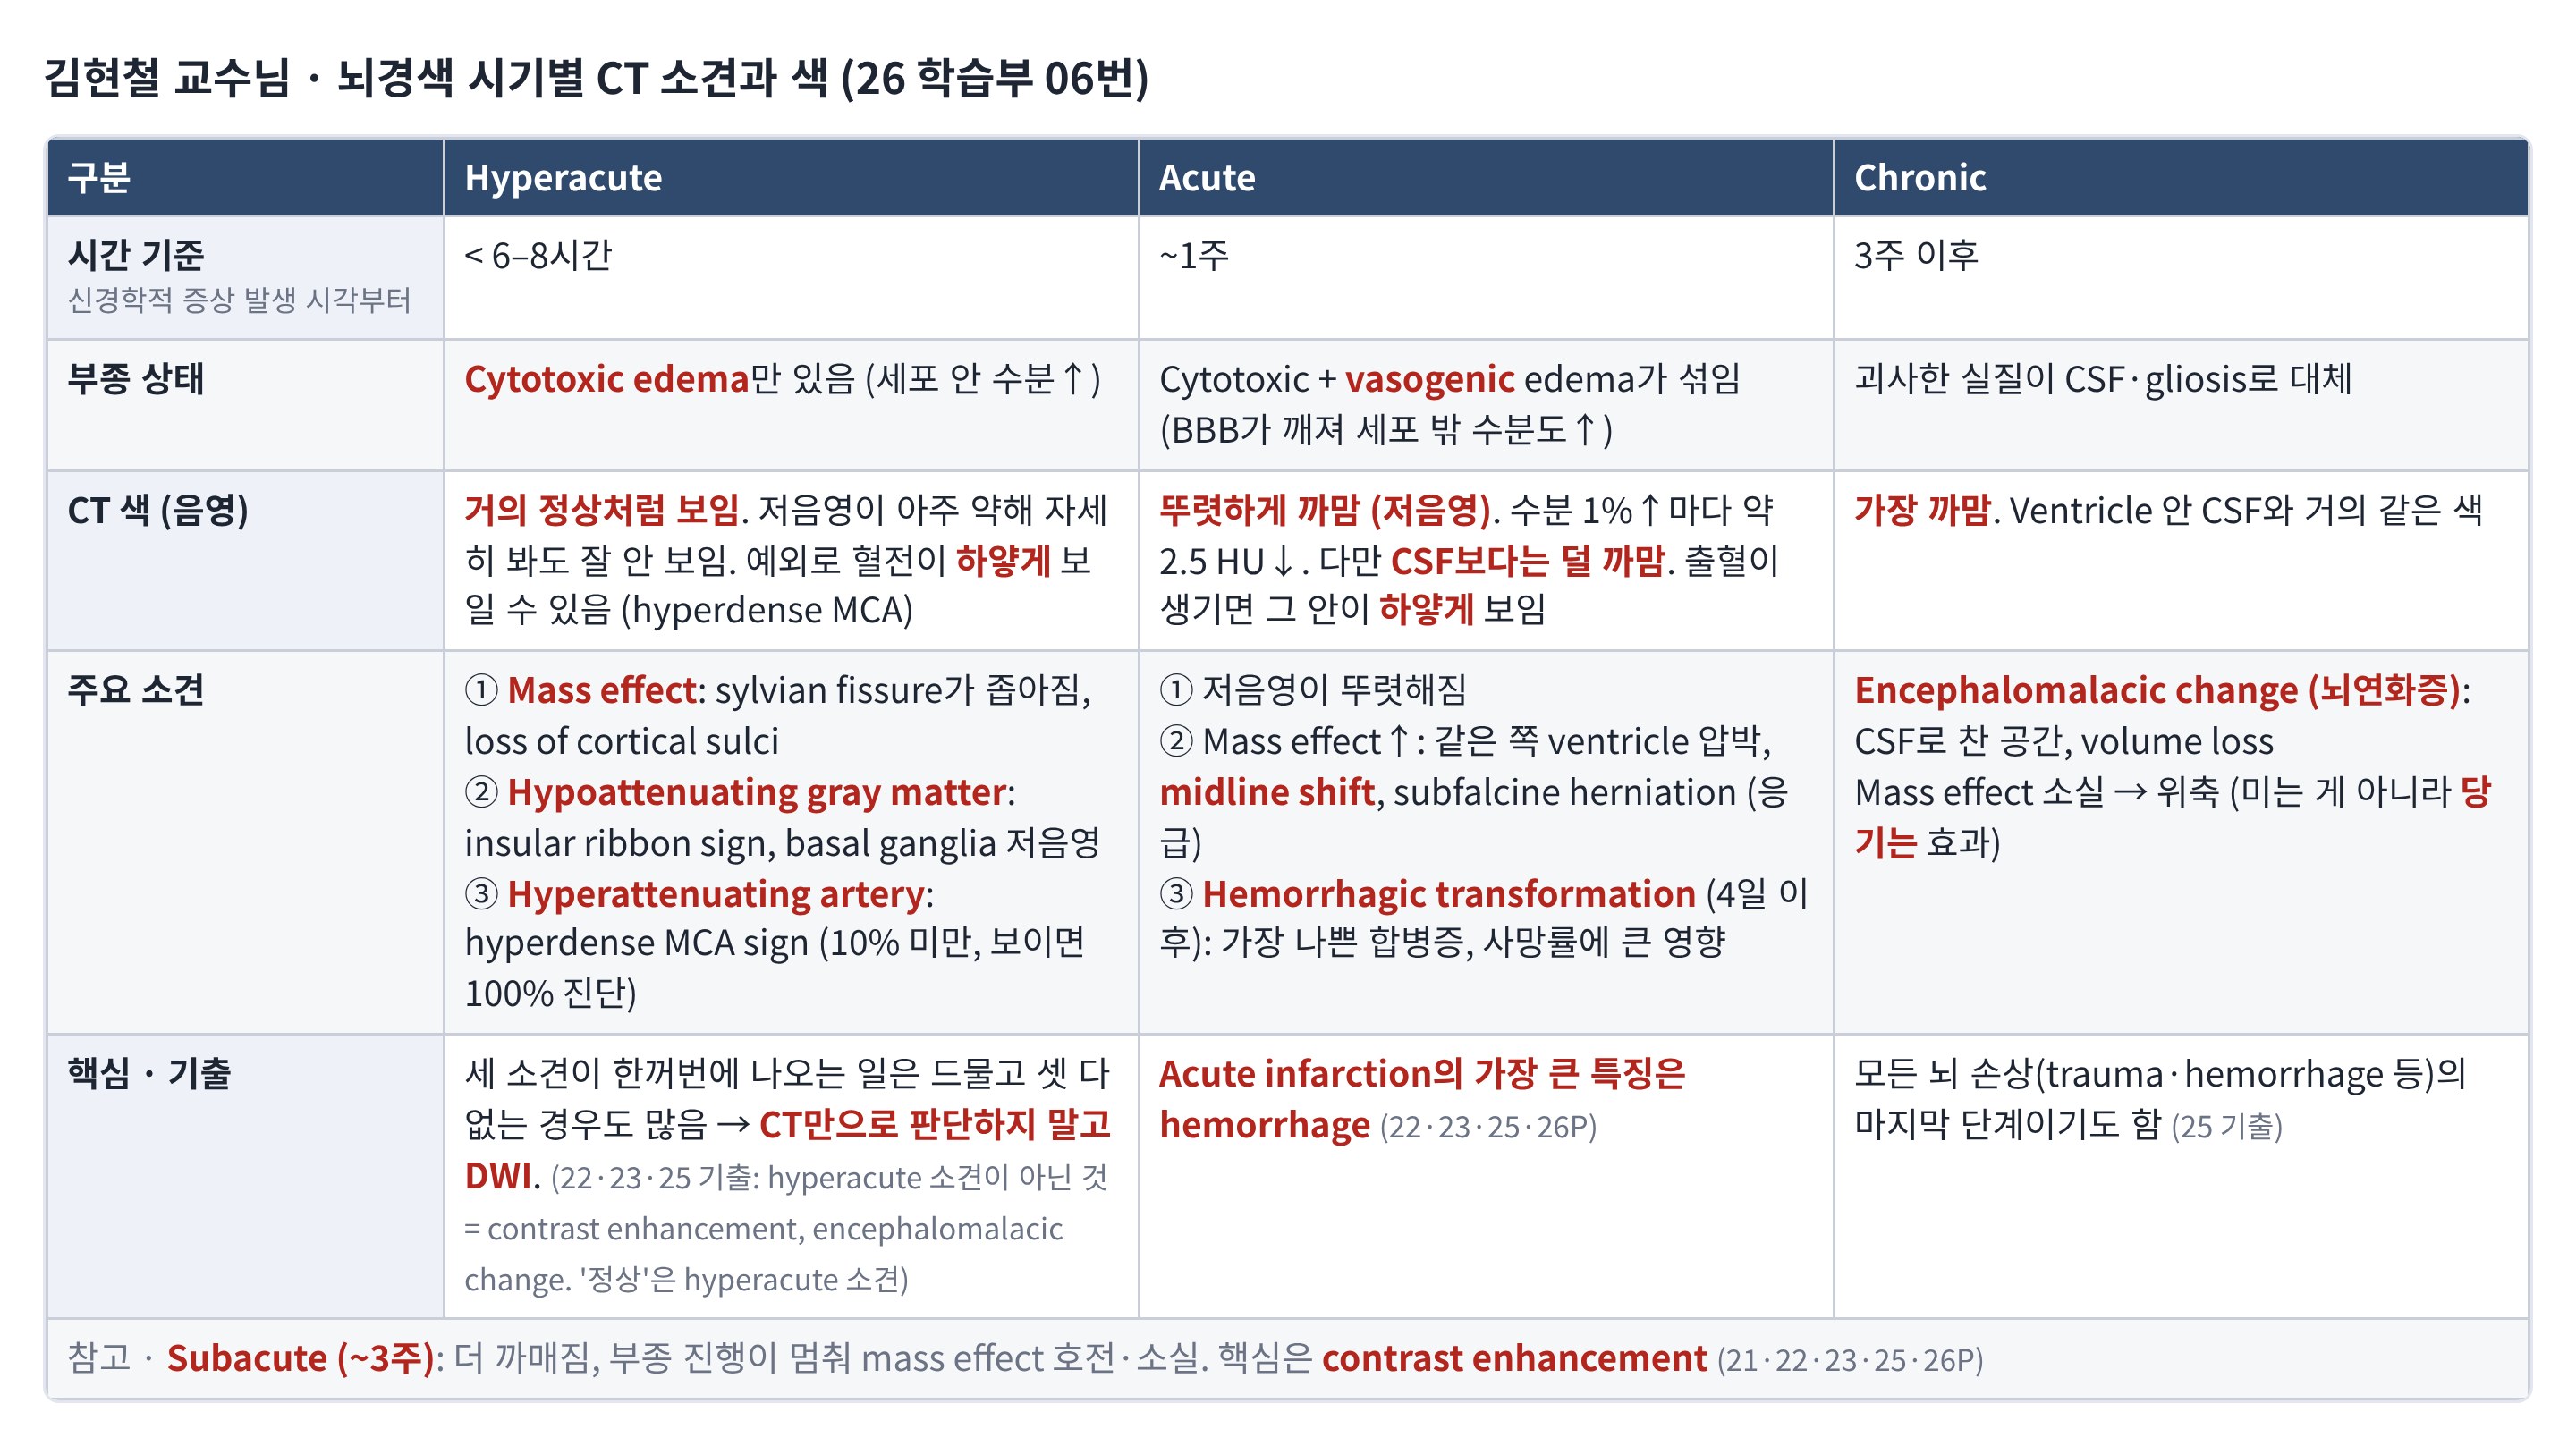 김현철 교수님 · 뇌경색 시기별 CT 소견과 색 (26 학습부 06번)
구분
Hyperacute
Acute
Chronic
시간 기준
신경학적 증상 발생 시각부터
< 6–8시간
~1주
3주 이후
부종 상태
Cytotoxic edema만 있음 (세포 안 수분↑)
Cytotoxic + vasogenic edema가 섞임
(BBB가 깨져 세포 밖 수분도↑)
괴사한 실질이 CSF·gliosis로 대체
CT 색 (음영)
거의 정상처럼 보임. 저음영이 아주 약해 자세
히 봐도 잘 안 보임. 예외로 혈전이 하얗게 보
일 수 있음 (hyperdense MCA)
뚜렷하게 까맘 (저음영). 수분 1%↑마다 약
2.5 HU↓. 다만 CSF보다는 덜 까맘. 출혈이
생기면 그 안이 하얗게 보임
가장 까맘. Ventricle 안 CSF와 거의 같은 색
주요 소견
① Mass effect: sylvian fissure가 좁아짐,
loss of cortical sulci
② Hypoattenuating gray matter:
insular ribbon sign, basal ganglia 저음영
③ Hyperattenuating artery:
hyperdense MCA sign (10% 미만, 보이면
100% 진단)
① 저음영이 뚜렷해짐
② Mass effect↑: 같은 쪽 ventricle 압박,
midline shift, subfalcine herniation (응
급)
③ Hemorrhagic transformation (4일 이
후): 가장 나쁜 합병증, 사망률에 큰 영향
Encephalomalacic change (뇌연화증):
CSF로 찬 공간, volume loss
Mass effect 소실 → 위축 (미는 게 아니라 당
기는 효과)
핵심 · 기출
세 소견이 한꺼번에 나오는 일은 드물고 셋 다
없는 경우도 많음 → CT만으로 판단하지 말고
DWI. (22·23·25 기출: hyperacute 소견이 아닌 것
= contrast enhancement, encephalomalacic
change. '정상'은 hyperacute 소견)
Acute infarction의 가장 큰 특징은
hemorrhage (22·23·25·26P)
모든 뇌 손상(trauma·hemorrhage 등)의
마지막 단계이기도 함 (25 기출)
참고 · Subacute (~3주): 더 까매짐, 부종 진행이 멈춰 mass effect 호전·소실. 핵심은 contrast enhancement (21·22·23·25·26P)